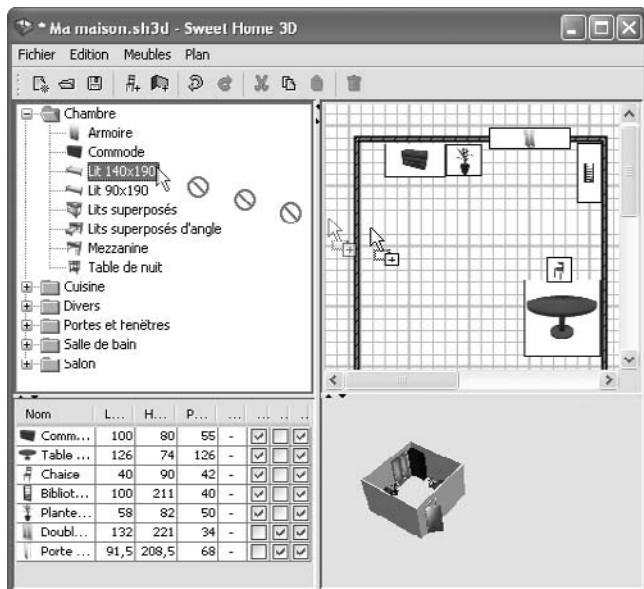 * Ma maison.sh3d - Sweet Home 3D
Fichier Edition Meubles Plan
Chambre
Armoire
Commode
Lit 140x190
Lit 90x190
Lits superposés
Lits superposés d'angle
Mezzanine
Table de nuit
Cuisine
Divers
Portes et fenêtres
Salle de bain
Salon
Nom L... H... P... ... ... .. ..
Comm... 100 80 55 -
Table ... 126 74 126 -
Chaise 40 90 42 -
Bibliot... 100 211 40 -
Plante... 58 82 50 -
Doubl... 132 221 34 -
Porte ... 91,5 208,5 68 -